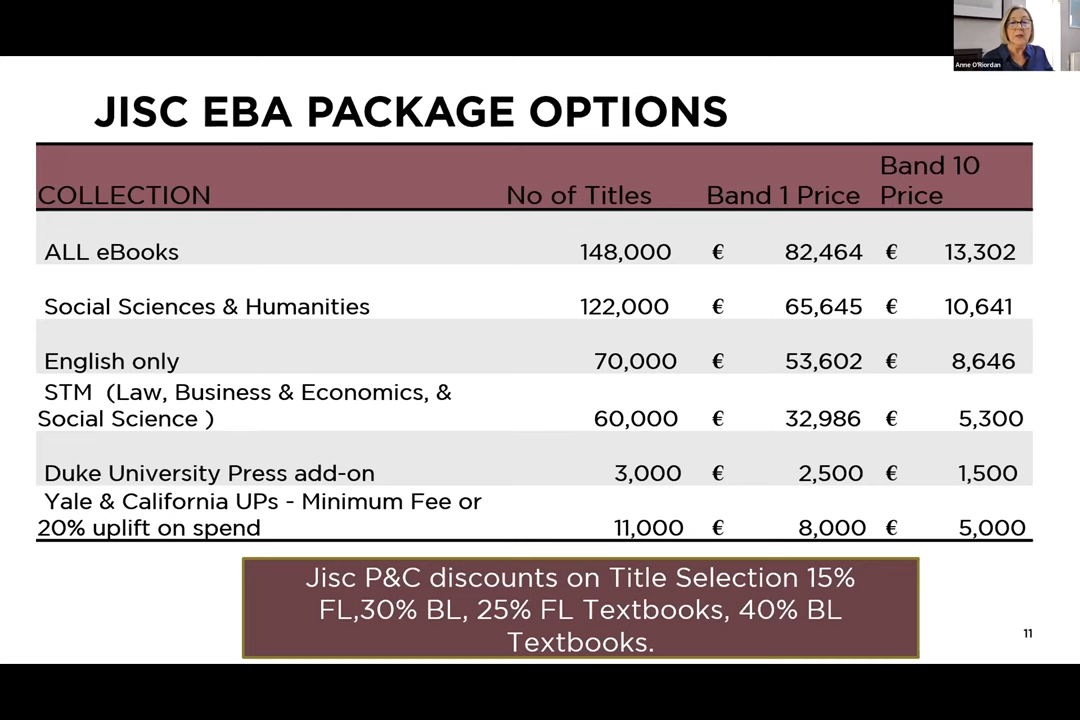 Anne O'Riordan
JISC EBA PACKAGE OPTIONS
COLLECTION No of Titles Band 1 Price Band 10 Price
ALL eBooks 148,000 € 82,464 € 13,302
Social Sciences & Humanities 122,000 € 65,645 € 10,641
English only 70,000 € 53,602 € 8,646
STM (Law, Business & Economics, &
Social Science ) 60,000 € 32,986 € 5,300
Duke University Press add-on 3,000 € 2,500 € 1,500
Yale & California UPs - Minimum Fee or
20% uplift on spend 11,000 € 8,000 € 5,000
Jisc P&C discounts on Title Selection 15%
FL,30% BL, 25% FL Textbooks, 40% BL
Textbooks.
11